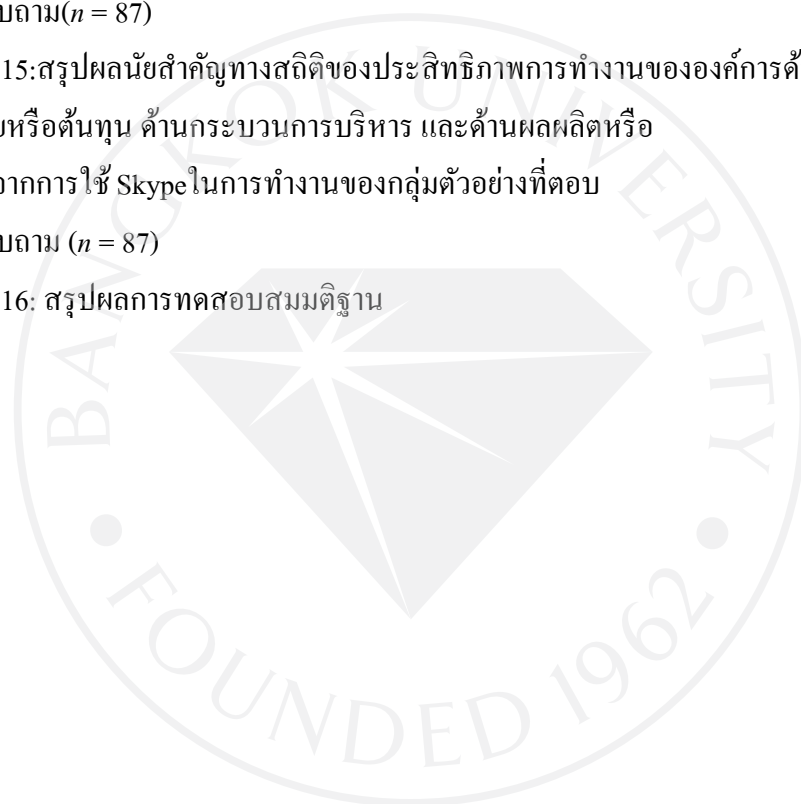 บถาม(n = 87)
15:สรุปผลนัยสำคัญทางสถิติของประสิทธิภาพการทำงานขององค์การด้
หรือต้นทุน ด้านกระบวนการบริหาร และด้านผลผลิตหรือ
จากการใช้ Skypeในการทำงานของกลุ่มตัวอย่างที่ตอบ
บถาม (n = 87)
16: สรุปผลการทดสอบสมมติฐาน
BANGKOK UNIVERSITY
• FOUNDED 1962 •